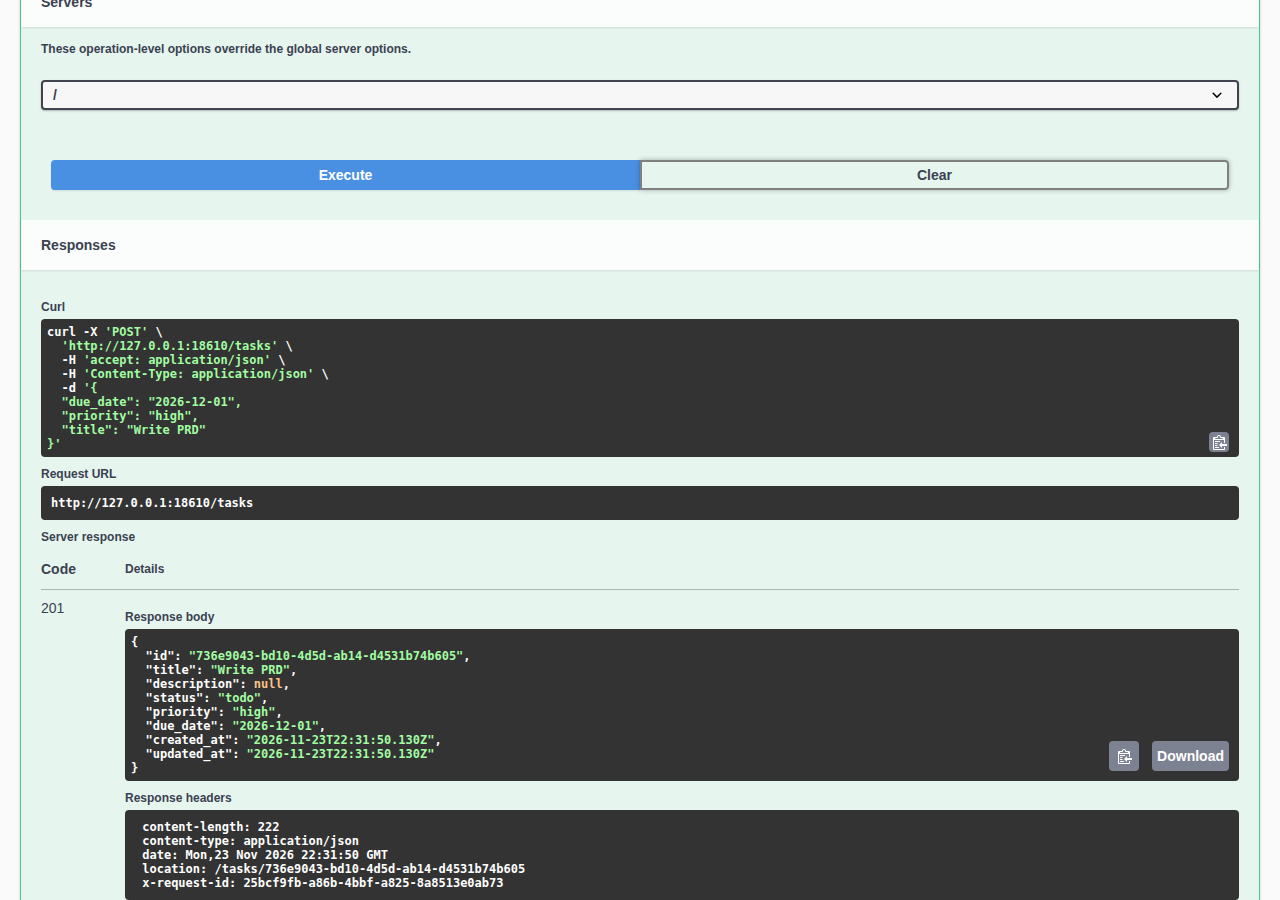 Servers
These operation-level options override the global server options.
/
Execute
Clear
Responses
Curl
curl -X 'POST' \
  'http://127.0.0.1:18610/tasks' \
  -H 'accept: application/json' \
  -H 'Content-Type: application/json' \
  -d '{
  "due_date": "2026-12-01",
  "priority": "high",
  "title": "Write PRD"
}'
Request URL
http://127.0.0.1:18610/tasks
Server response
Code Details
201
Response body
{
  "id": "736e9043-bd10-4d5d-ab14-d4531b74b605",
  "title": "Write PRD",
  "description": null,
  "status": "todo",
  "priority": "high",
  "due_date": "2026-12-01",
  "created_at": "2026-11-23T22:31:50.130Z",
  "updated_at": "2026-11-23T22:31:50.130Z"
}
Download
Response headers
content-length: 222
content-type: application/json
date: Mon,23 Nov 2026 22:31:50 GMT
location: /tasks/736e9043-bd10-4d5d-ab14-d4531b74b605
x-request-id: 25bcf9fb-a86b-4bbf-a825-8a8513e0ab73